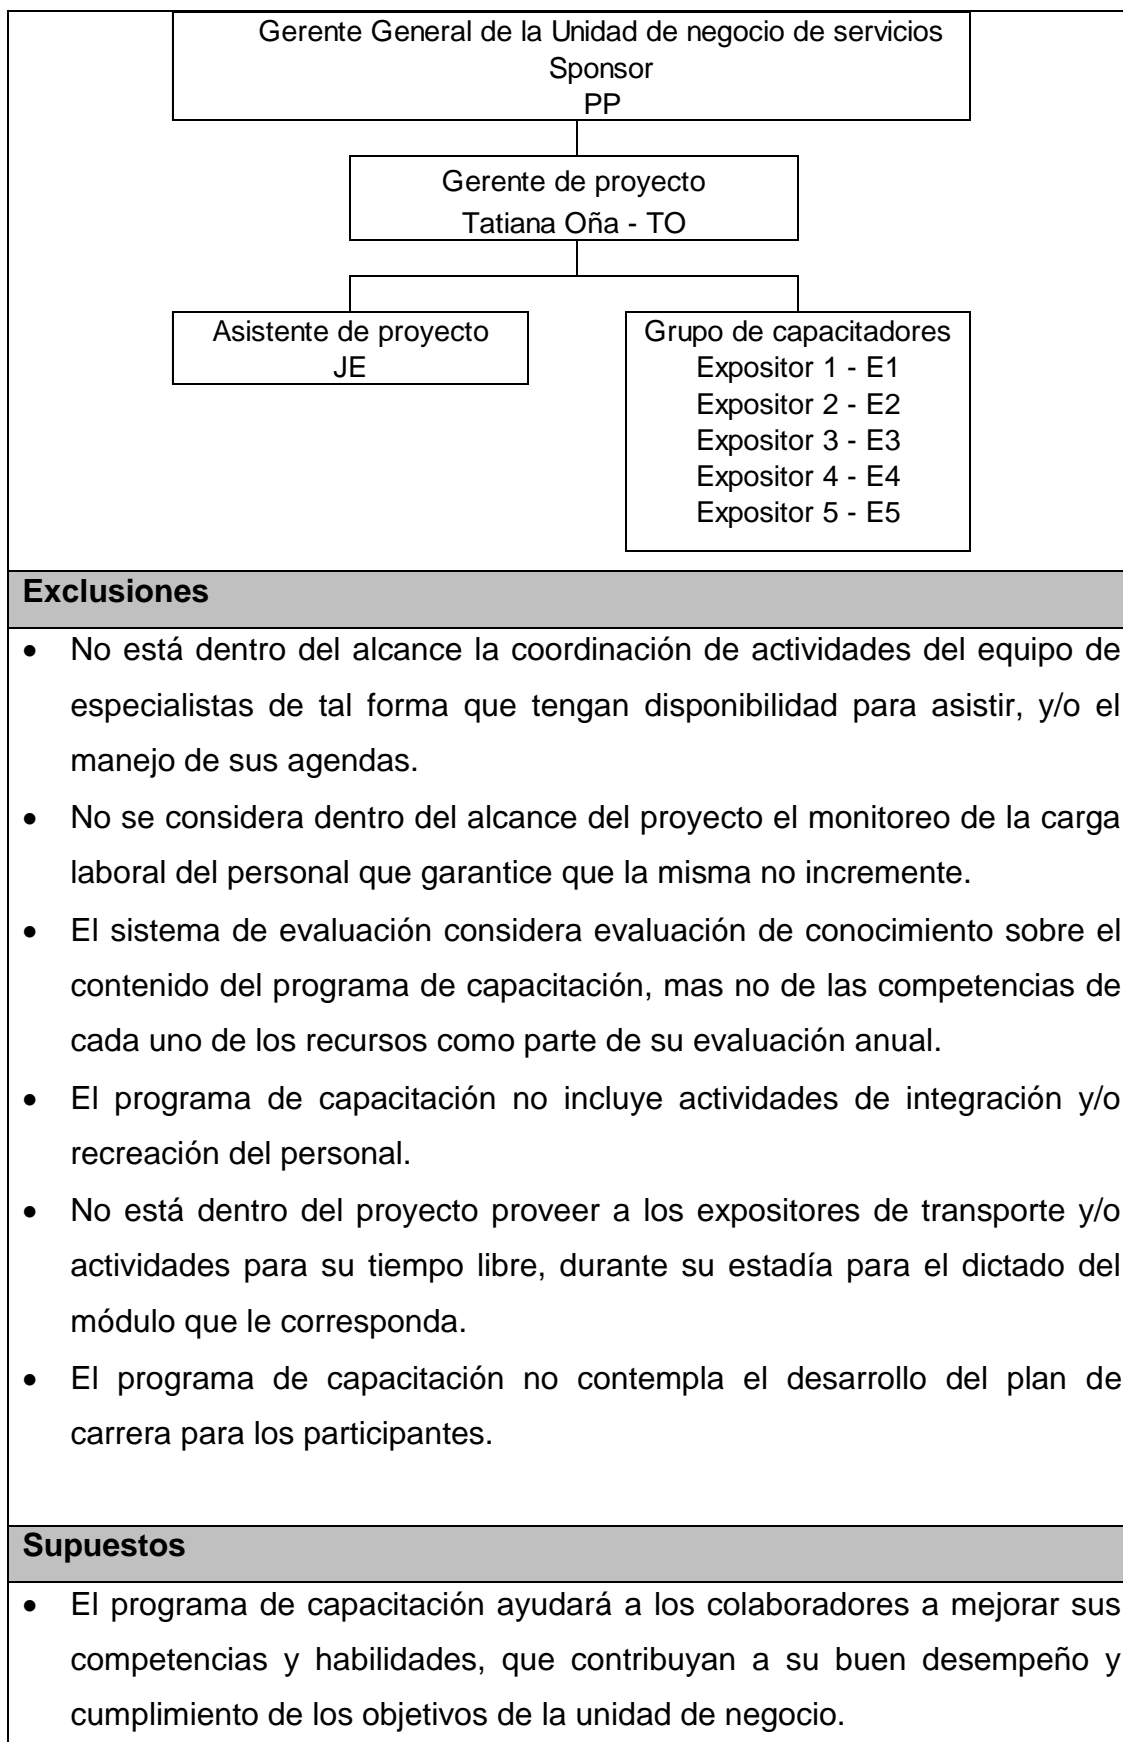 Gerente General de la Unidad de negocio de servicios
Sponsor
PP
Gerente de proyecto
Tatiana Oña - TO
Asistente de proyecto
JE
Grupo de capacitadores
Expositor 1 - E1
Expositor 2 - E2
Expositor 3 - E3
Expositor 4 - E4
Expositor 5 - E5
Exclusiones
• No está dentro del alcance la coordinación de actividades del equipo de
especialistas de tal forma que tengan disponibilidad para asistir, y/o el
manejo de sus agendas.
• No se considera dentro del alcance del proyecto el monitoreo de la carga
laboral del personal que garantice que la misma no incremente.
• El sistema de evaluación considera evaluación de conocimiento sobre el
contenido del programa de capacitación, mas no de las competencias de
cada uno de los recursos como parte de su evaluación anual.
• El programa de capacitación no incluye actividades de integración y/o
recreación del personal.
• No está dentro del proyecto proveer a los expositores de transporte y/o
actividades para su tiempo libre, durante su estadía para el dictado del
módulo que le corresponda.
• El programa de capacitación no contempla el desarrollo del plan de
carrera para los participantes.
Supuestos
• El programa de capacitación ayudará a los colaboradores a mejorar sus
competencias y habilidades, que contribuyan a su buen desempeño y
cumplimiento de los objetivos de la unidad de negocio.